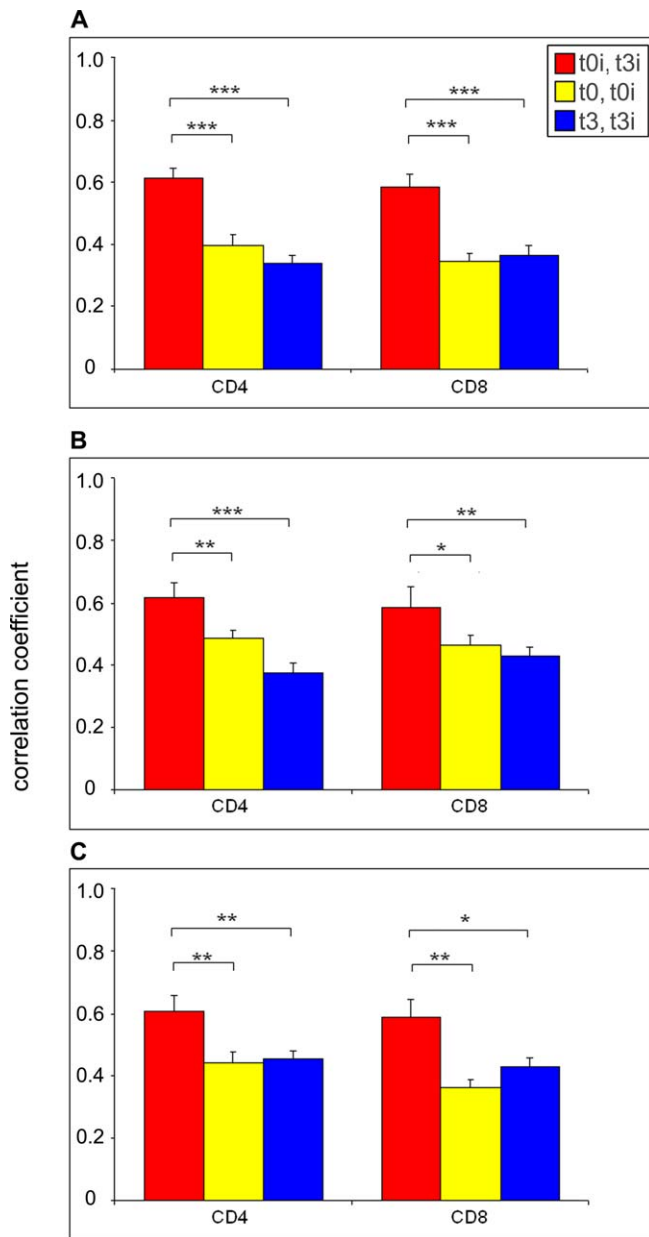 A
1.0
t0i, t3i
t0, t0i
t3, t3i
0.8
*** ***
*** ***
0.6
0.4
0.2
0
CD4 CD8
B
1.0
0.8
*** **
** *
0.6
0.4
0.2
0
CD4 CD8
correlation coefficient
C
1.0
0.8
** *
** **
0.6
0.4
0.2
0
CD4 CD8